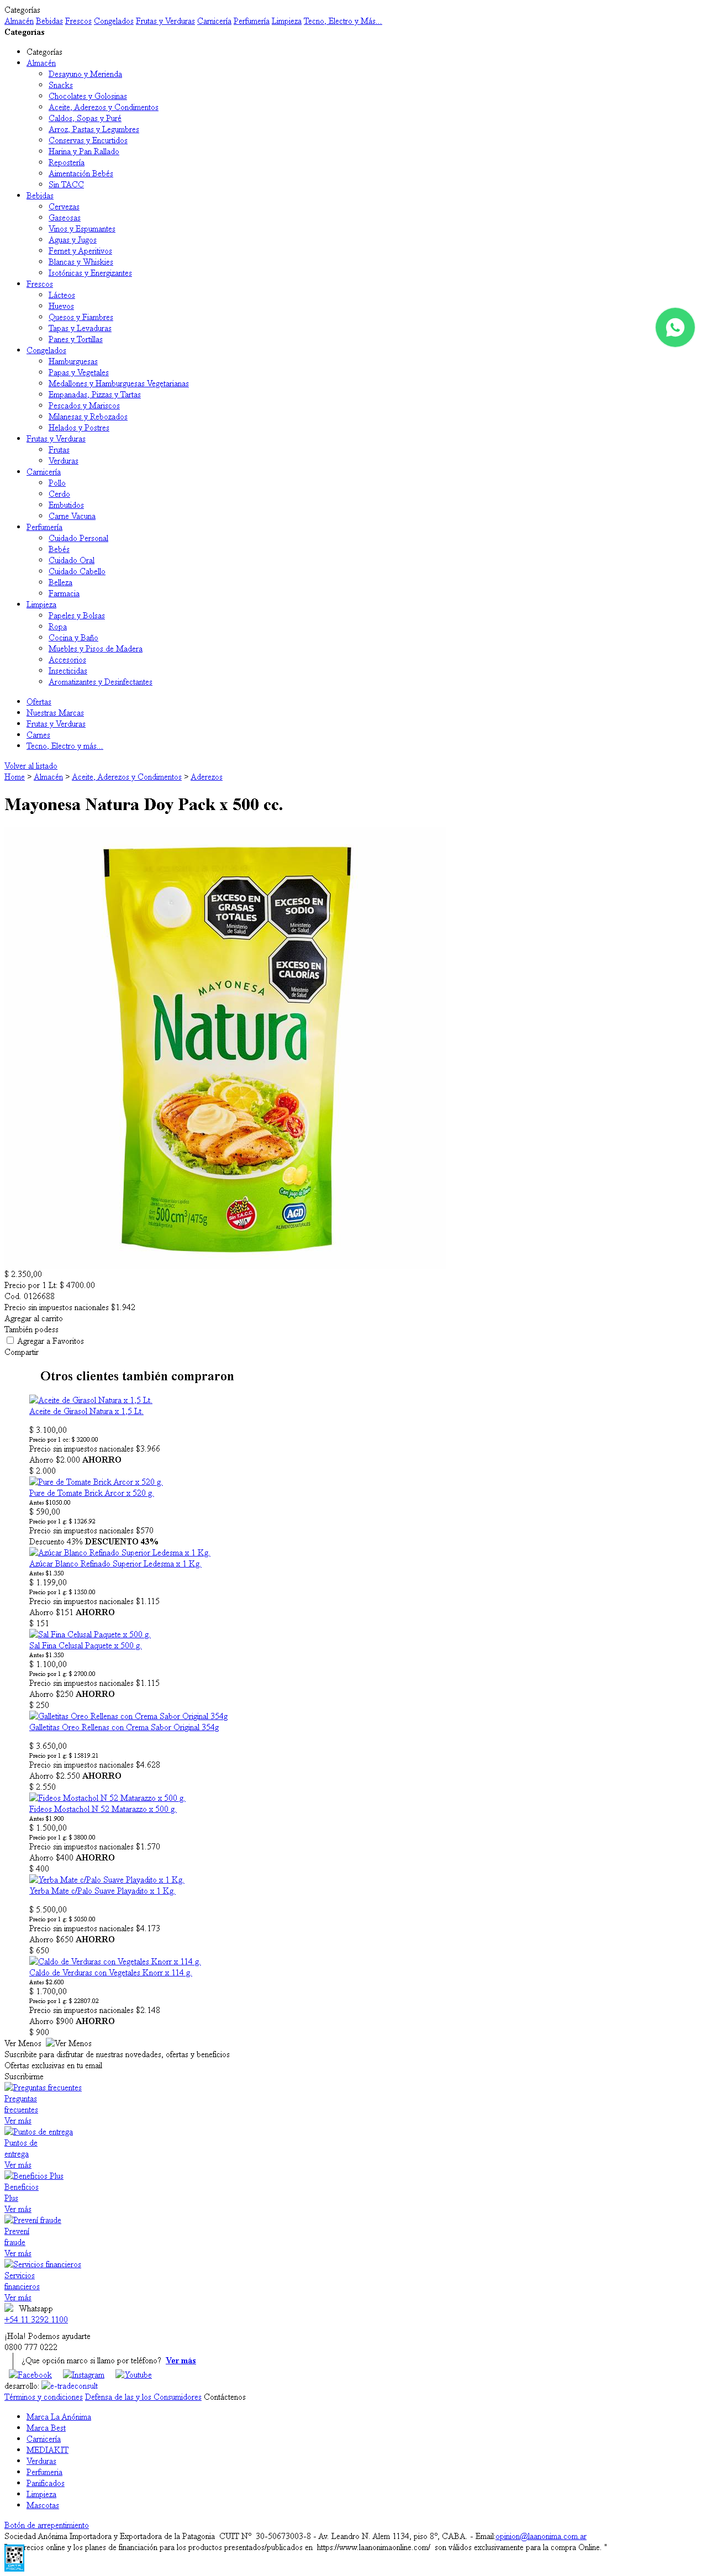 Categorías
Almacén Bebidas Frescos Congelados Frutas y Verduras Carnicería Perfumería Limpieza Tecno, Electro y Más...
Categorías
Categorías
Almacén
Desayuno y Merienda
Snacks
Chocolates y Golosinas
Aceite, Aderezos y Condimentos
Caldos, Sopas y Puré
Arroz, Pastas y Legumbres
Conservas y Encurtidos
Harina y Pan Rallado
Repostería
Aimentación Bebés
Sin TACC
Bebidas
Cervezas
Gaseosas
Vinos y Espumantes
Aguas y Jugos
Fernet y Aperitivos
Blancas y Whiskies
Isotónicas y Energizantes
Frescos
Lácteos
Huevos
Quesos y Fiambres
Tapas y Levaduras
Panes y Tortillas
Congelados
Hamburguesas
Papas y Vegetales
Medallones y Hamburguesas Vegetarianas
Empanadas, Pizzas y Tartas
Pescados y Mariscos
Milanesas y Rebozados
Helados y Postres
Frutas y Verduras
Frutas
Verduras
Carnicería
Pollo
Cerdo
Embutidos
Carne Vacuna
Perfumería
Cuidado Personal
Bebés
Cuidado Oral
Cuidado Cabello
Belleza
Farmacia
Limpieza
Papeles y Bolsas
Ropa
Cocina y Baño
Muebles y Pisos de Madera
Accesorios
Insecticidas
Aromatizantes y Desinfectantes
Ofertas
Nuestras Marcas
Frutas y Verduras
Carnes
Tecno, Electro y más...
Volver al listado
Home > Almacén > Aceite, Aderezos y Condimentos > Aderezos
Mayonesa Natura Doy Pack x 500 cc.
EXCESO EN GRASAS TOTALES
Ministerio de Salud
EXCESO EN SODIO
Ministerio de Salud
EXCESO EN CALORÍAS
Ministerio de Salud
MAYONESA
Natura
Con jugo de limón
500 cm³/475g
Sin T.A.C.C.
AGD
ALIMENTOS NATURALES
$ 2.350,00
Precio por 1 Lt: $ 4700.00
Cod. 0126688
Precio sin impuestos nacionales $1.942
Agregar al carrito
También podess
Agregar a Favoritos
Compartir
Otros clientes también compraron
Aceite de Girasol Natura x 1,5 Lt.
Aceite de Girasol Natura x 1,5 Lt.
$ 3.100,00
Precio por 1 cc: $ 3200.00
Precio sin impuestos nacionales $3.966
Ahorro $2.000 AHORRO
$ 2.000
Pure de Tomate Brick Arcor x 520 g.
Pure de Tomate Brick Arcor x 520 g.
Antes $1050.00
$ 590,00
Precio por 1 g: $ 1326.92
Precio sin impuestos nacionales $570
Descuento 43% DESCUENTO 43%
Azúcar Blanco Refinado Superior Ledesma x 1 Kg.
Azúcar Blanco Refinado Superior Ledesma x 1 Kg.
Antes $1.350
$ 1.199,00
Precio por 1 g: $ 1350.00
Precio sin impuestos nacionales $1.115
Ahorro $151 AHORRO
$ 151
Sal Fina Celusal Paquete x 500 g.
Sal Fina Celusal Paquete x 500 g.
Antes $1.350
$ 1.100,00
Precio por 1 g: $ 2700.00
Precio sin impuestos nacionales $1.115
Ahorro $250 AHORRO
$ 250
Galletitas Oreo Rellenas con Crema Sabor Original 354g
Galletitas Oreo Rellenas con Crema Sabor Original 354g
$ 3.650,00
Precio por 1 g: $ 15819.21
Precio sin impuestos nacionales $4.628
Ahorro $2.550 AHORRO
$ 2.550
Fideos Mostachol N 52 Matarazzo x 500 g.
Fideos Mostachol N 52 Matarazzo x 500 g.
Antes $1.900
$ 1.500,00
Precio por 1 g: $ 3800.00
Precio sin impuestos nacionales $1.570
Ahorro $400 AHORRO
$ 400
Yerba Mate c/Palo Suave Playadito x 1 Kg.
Yerba Mate c/Palo Suave Playadito x 1 Kg.
$ 5.500,00
Precio por 1 g: $ 5050.00
Precio sin impuestos nacionales $4.173
Ahorro $650 AHORRO
$ 650
Caldo de Verduras con Vegetales Knorr x 114 g.
Caldo de Verduras con Vegetales Knorr x 114 g.
Antes $2.600
$ 1.700,00
Precio por 1 g: $ 22807.02
Precio sin impuestos nacionales $2.148
Ahorro $900 AHORRO
$ 900
Ver Menos Ver Menos
Suscribite para disfrutar de nuestras novedades, ofertas y beneficios
Ofertas exclusivas en tu email
Suscribirme
Preguntas frecuentes
Preguntas
frecuentes
Ver más
Puntos de entrega
Puntos de
entrega
Ver más
Beneficios Plus
Beneficios
Plus
Ver más
Prevení fraude
Prevení
fraude
Ver más
Servicios financieros
Servicios
financieros
Ver más
Whatsapp
+54 11 3292 1100
¡Hola! Podemos ayudarte
0800 777 0222
¿Que opción marco si llamo por teléfono? Ver más
Facebook Instagram Youtube
desarrollo: e-tradeconsult
Términos y condiciones Defensa de las y los Consumidores Contáctenos
Marca La Anónima
Marca Best
Carnicería
MEDIAKIT
Verduras
Perfumeria
Panificados
Limpieza
Mascotas
Botón de arrepentimiento
Sociedad Anónima Importadora y Exportadora de la Patagonia CUIT N° 30-50673003-8 - Av. Leandro N. Alem 1134, piso 8°, CABA. - Email:opinion@laanonima.com.ar
recios online y los planes de financiación para los productos presentados/publicados en https://www.laanonimaonline.com/ son válidos exclusivamente para la compra Online. "